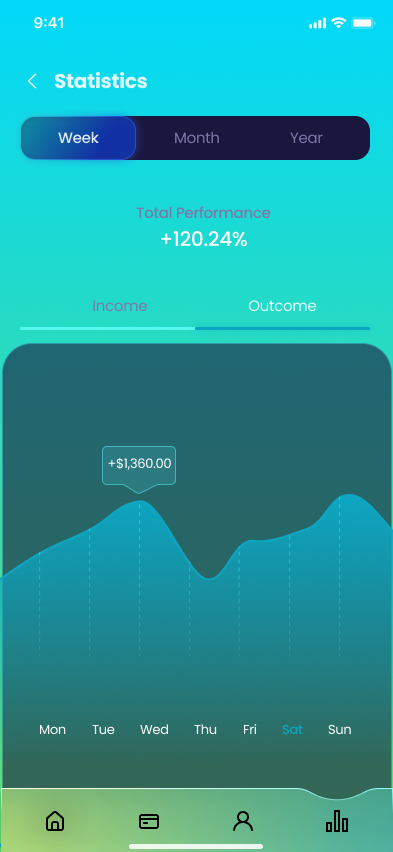 9:41
Statistics
Week Month Year
Total Performance
+120.24%
Income Outcome
+$1,360.00
Mon Tue Wed Thu Fri Sat Sun